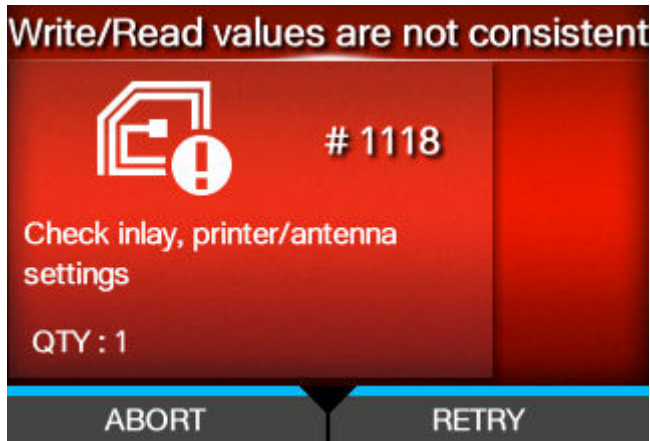 Write/Read values are not consistent
# 1118
Check inlay, printer/antenna
settings
QTY : 1
ABORT
RETRY